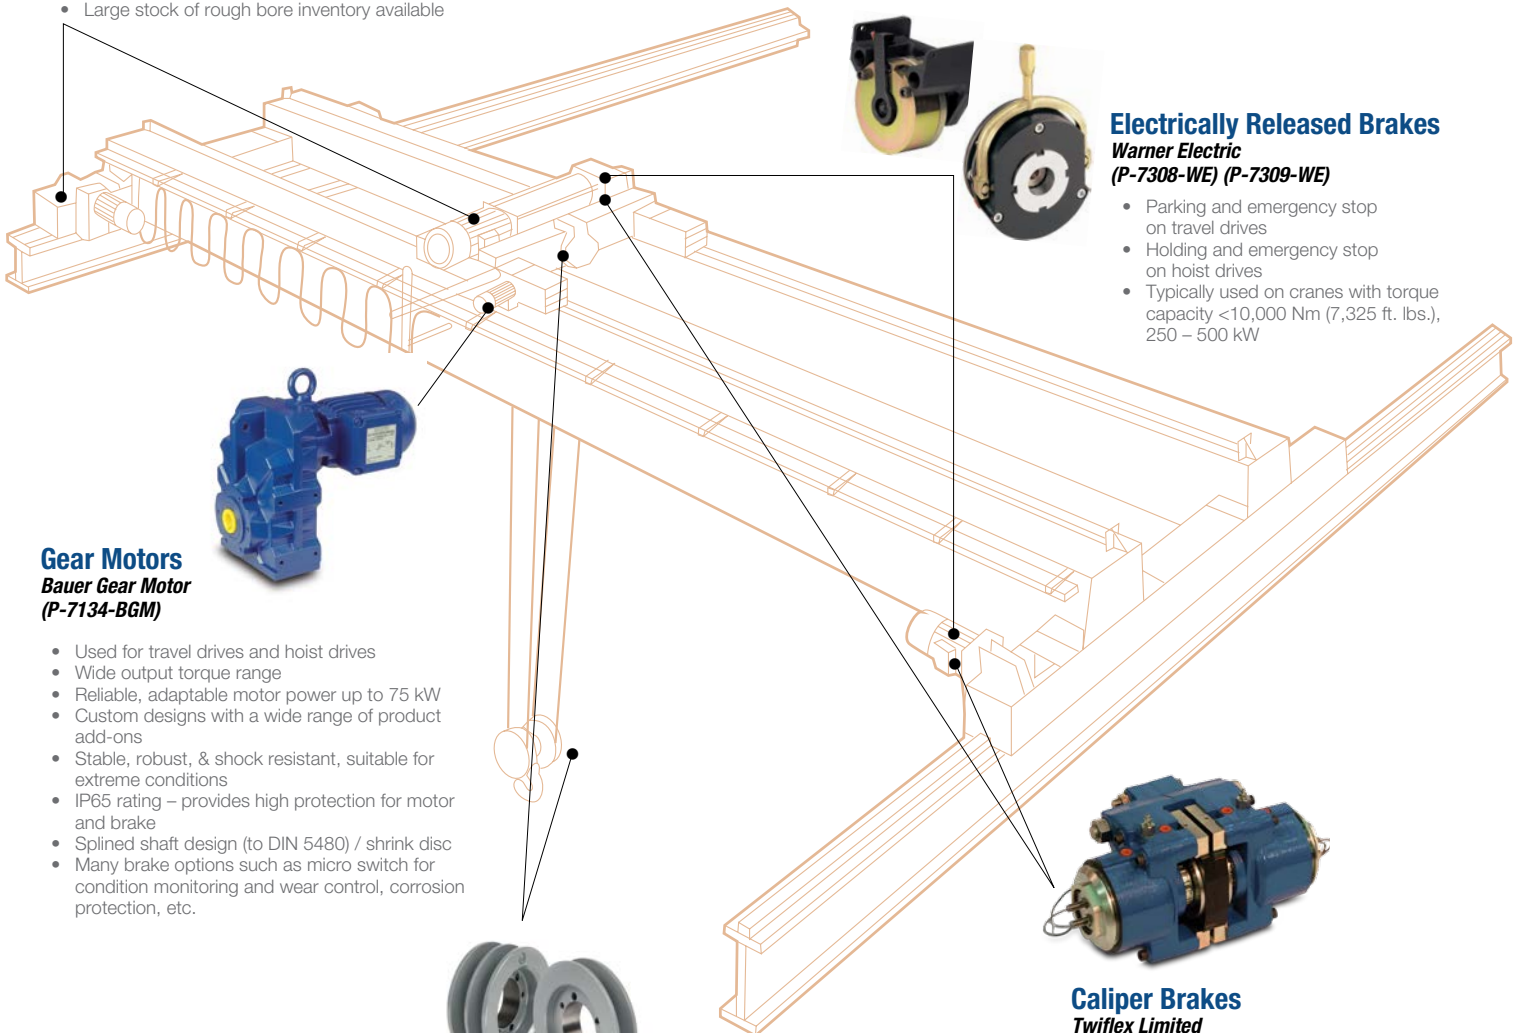 • Large stock of rough bore inventory available
Electrically Released Brakes
Warner Electric
(P-7308-WE) (P-7309-WE)
• Parking and emergency stop
on travel drives
• Holding and emergency stop
on hoist drives
• Typically used on cranes with torque
capacity <10,000 Nm (7,325 ft. lbs.),
250 – 500 kW
Gear Motors
Bauer Gear Motor
(P-7134-BGM)
• Used for travel drives and hoist drives
• Wide output torque range
• Reliable, adaptable motor power up to 75 kW
• Custom designs with a wide range of product
add-ons
• Stable, robust, & shock resistant, suitable for
extreme conditions
• IP65 rating – provides high protection for motor
and brake
• Splined shaft design (to DIN 5480) / shrink disc
• Many brake options such as micro switch for
condition monitoring and wear control, corrosion
protection, etc.
Caliper Brakes
Twiflex Limited